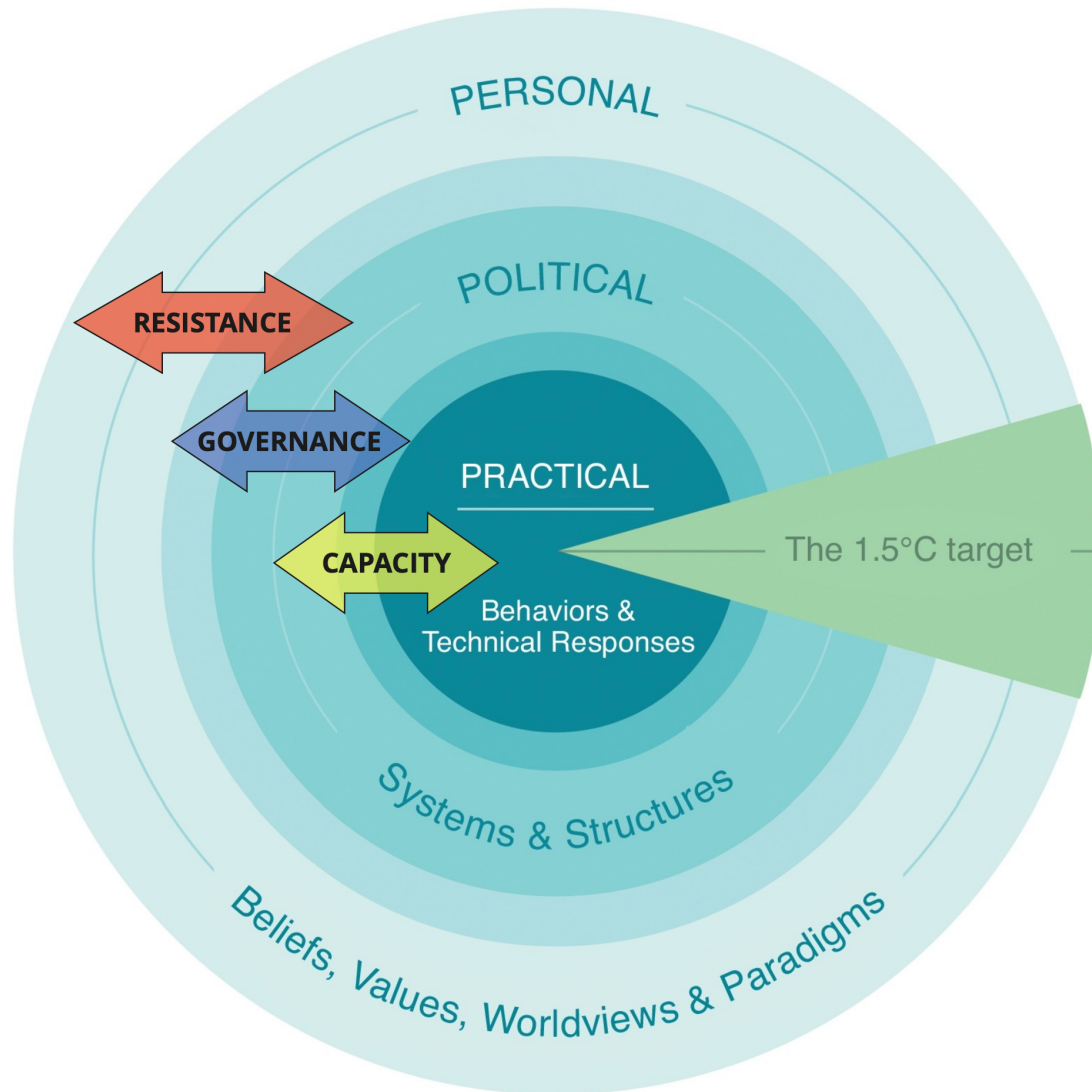 PERSONAL
POLITICAL
RESISTANCE
GOVERNANCE
PRACTICAL
The 1.5°C target
CAPACITY
Behaviors &
Technical Responses
Systems & Structures
Beliefs, Values, Worldviews & Paradigms